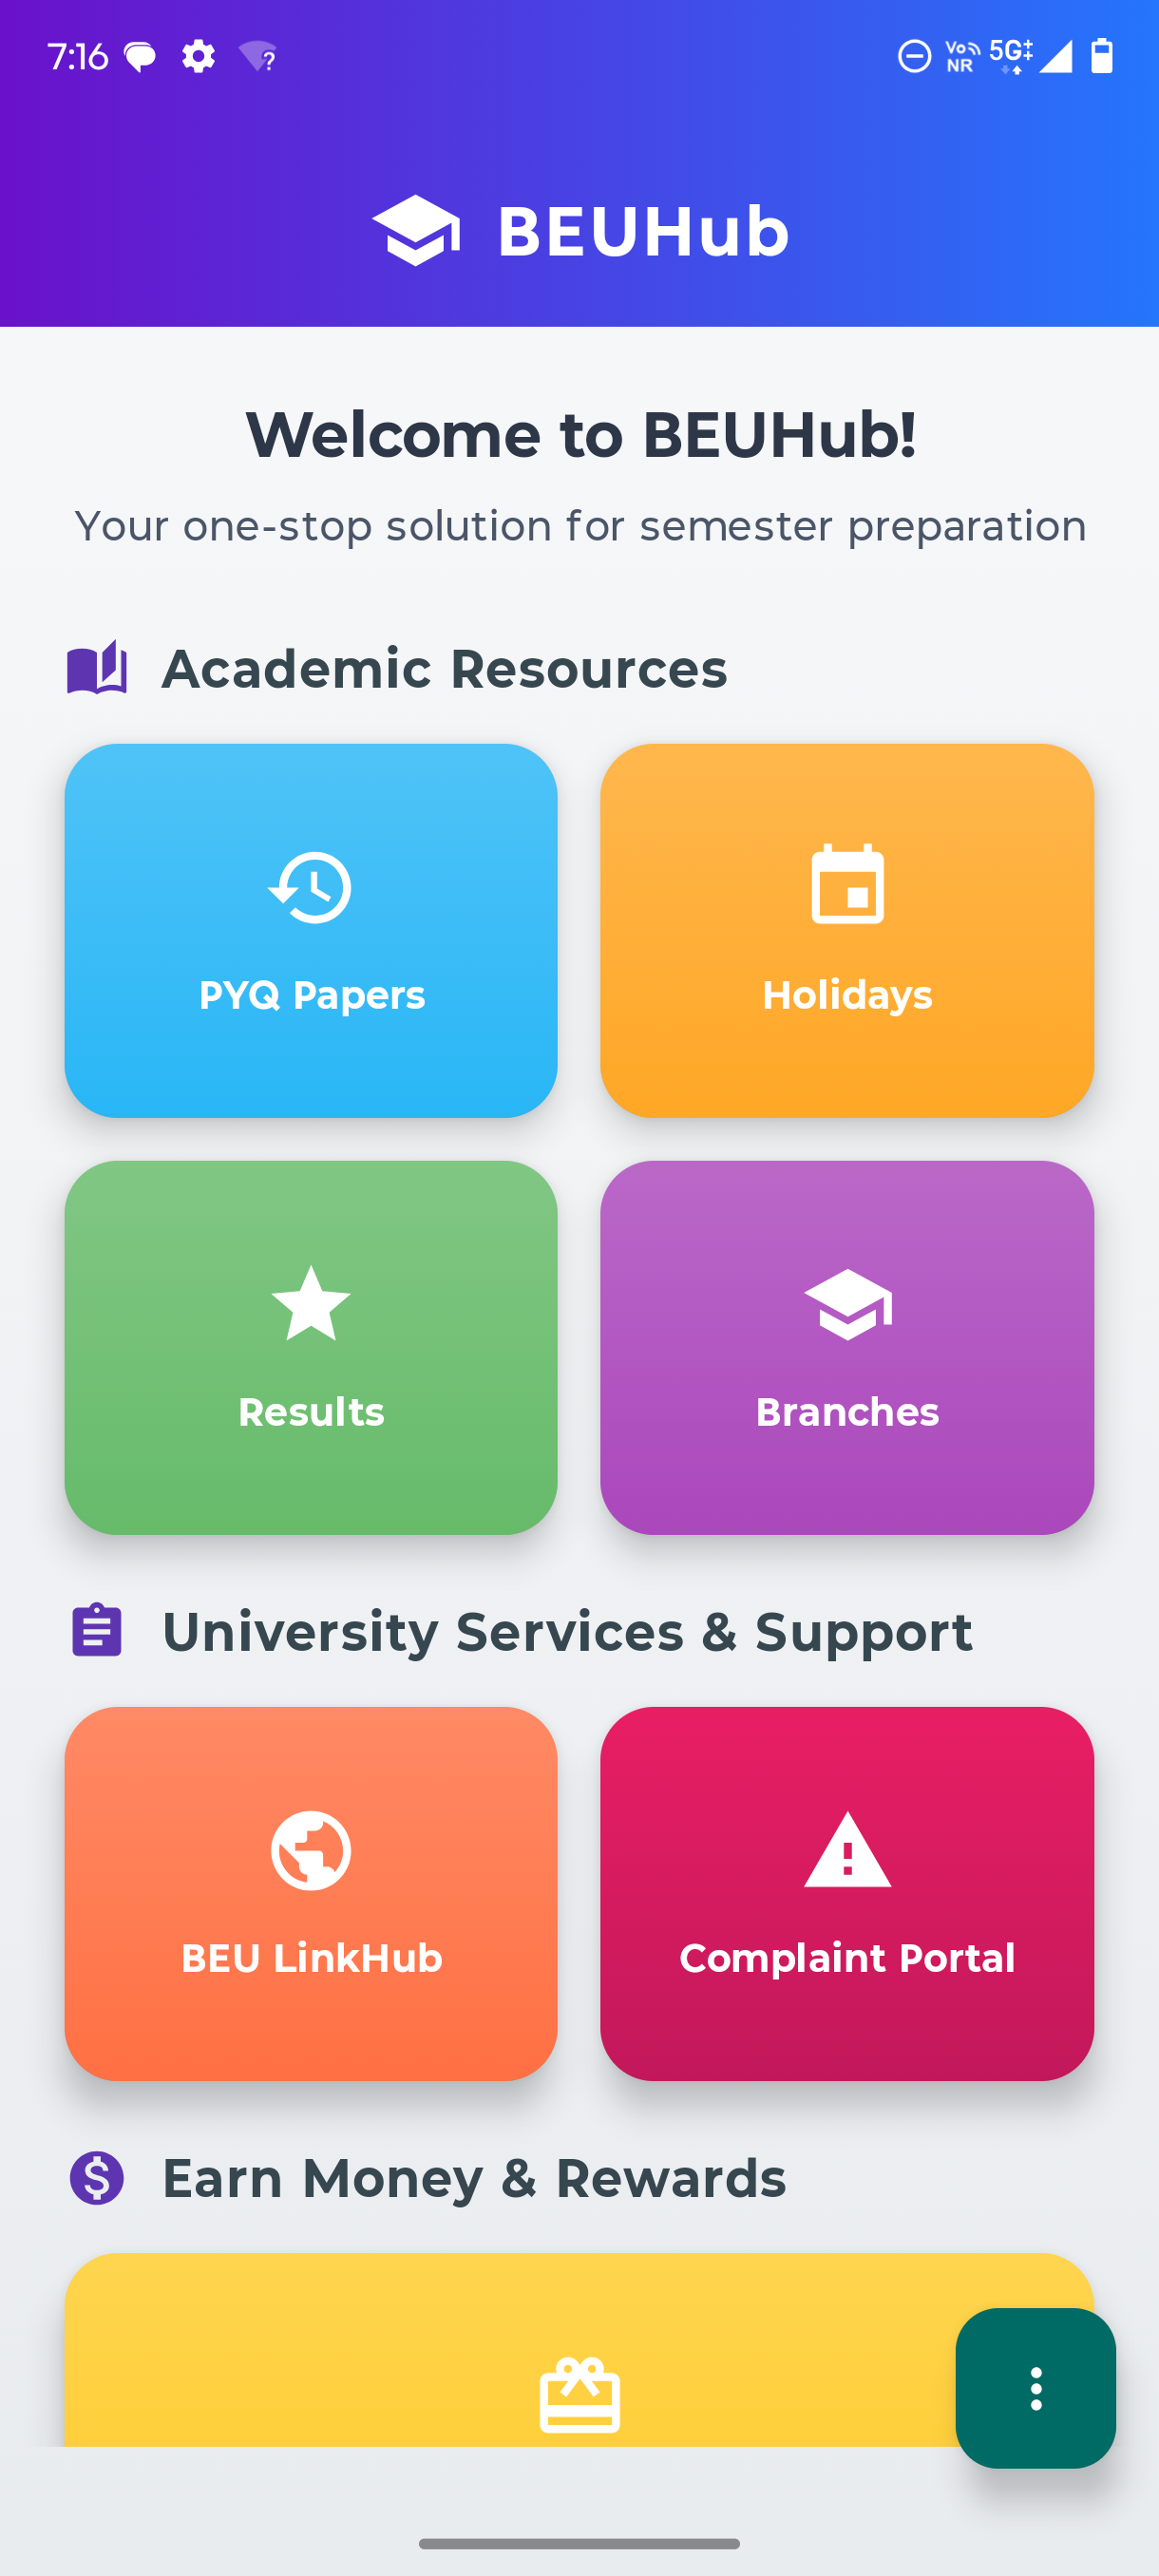 7:16
Vo NR 5G
BEUHub
Welcome to BEUHub!
Your one-stop solution for semester preparation
Academic Resources
PYQ Papers
Holidays
Results
Branches
University Services & Support
BEU LinkHub
Complaint Portal
Earn Money & Rewards